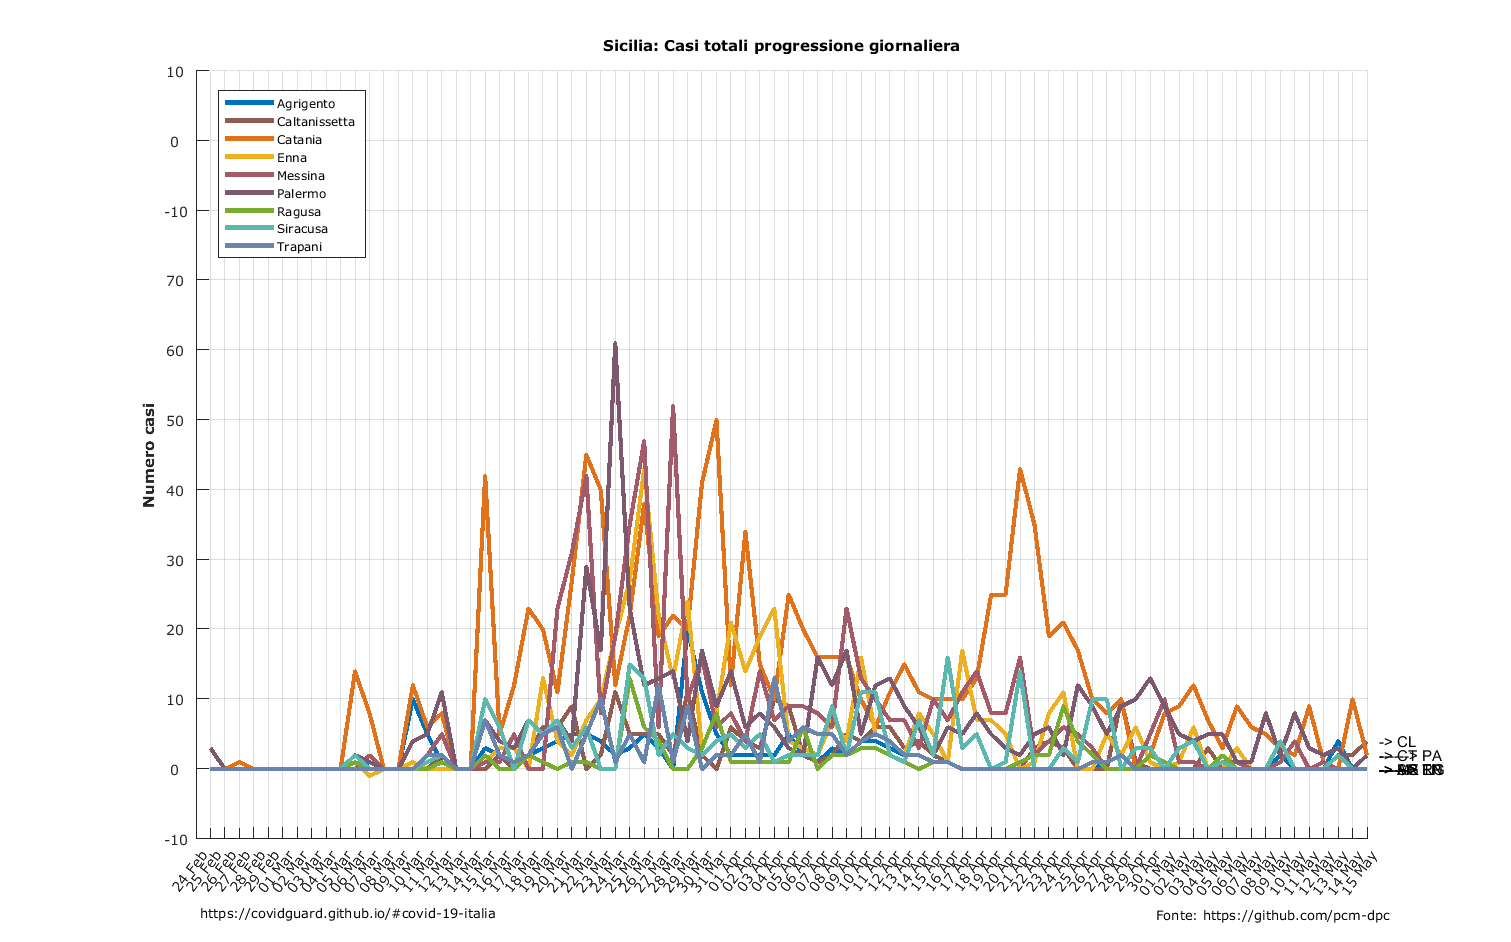 Sicilia: Casi totali progressione giornaliera
10
0
-10
70
60
50
40
30
20
10
0
-10
Numero casi
Agrigento
Caltanissetta
Catania
Enna
Messina
Palermo
Ragusa
Siracusa
Trapani
-> CL
24 Feb
25 Feb
26 Feb
27 Feb
28 Feb
29 Feb
01 Mar
02 Mar
03 Mar
04 Mar
05 Mar
06 Mar
07 Mar
08 Mar
09 Mar
10 Mar
11 Mar
12 Mar
13 Mar
14 Mar
15 Mar
16 Mar
17 Mar
18 Mar
19 Mar
20 Mar
21 Mar
22 Mar
23 Mar
24 Mar
25 Mar
26 Mar
27 Mar
28 Mar
29 Mar
30 Mar
31 Mar
01 Apr
02 Apr
03 Apr
04 Apr
05 Apr
06 Apr
07 Apr
08 Apr
09 Apr
10 Apr
11 Apr
12 Apr
13 Apr
14 Apr
15 Apr
16 Apr
17 Apr
18 Apr
19 Apr
20 Apr
21 Apr
22 Apr
23 Apr
24 Apr
25 Apr
26 Apr
27 Apr
28 Apr
29 Apr
30 Apr
01 May
02 May
03 May
04 May
05 May
06 May
07 May
08 May
09 May
10 May
11 May
12 May
13 May
14 May
15 May
https://covidguard.github.io/#covid-19-italia
Fonte: https://github.com/pcm-dpc